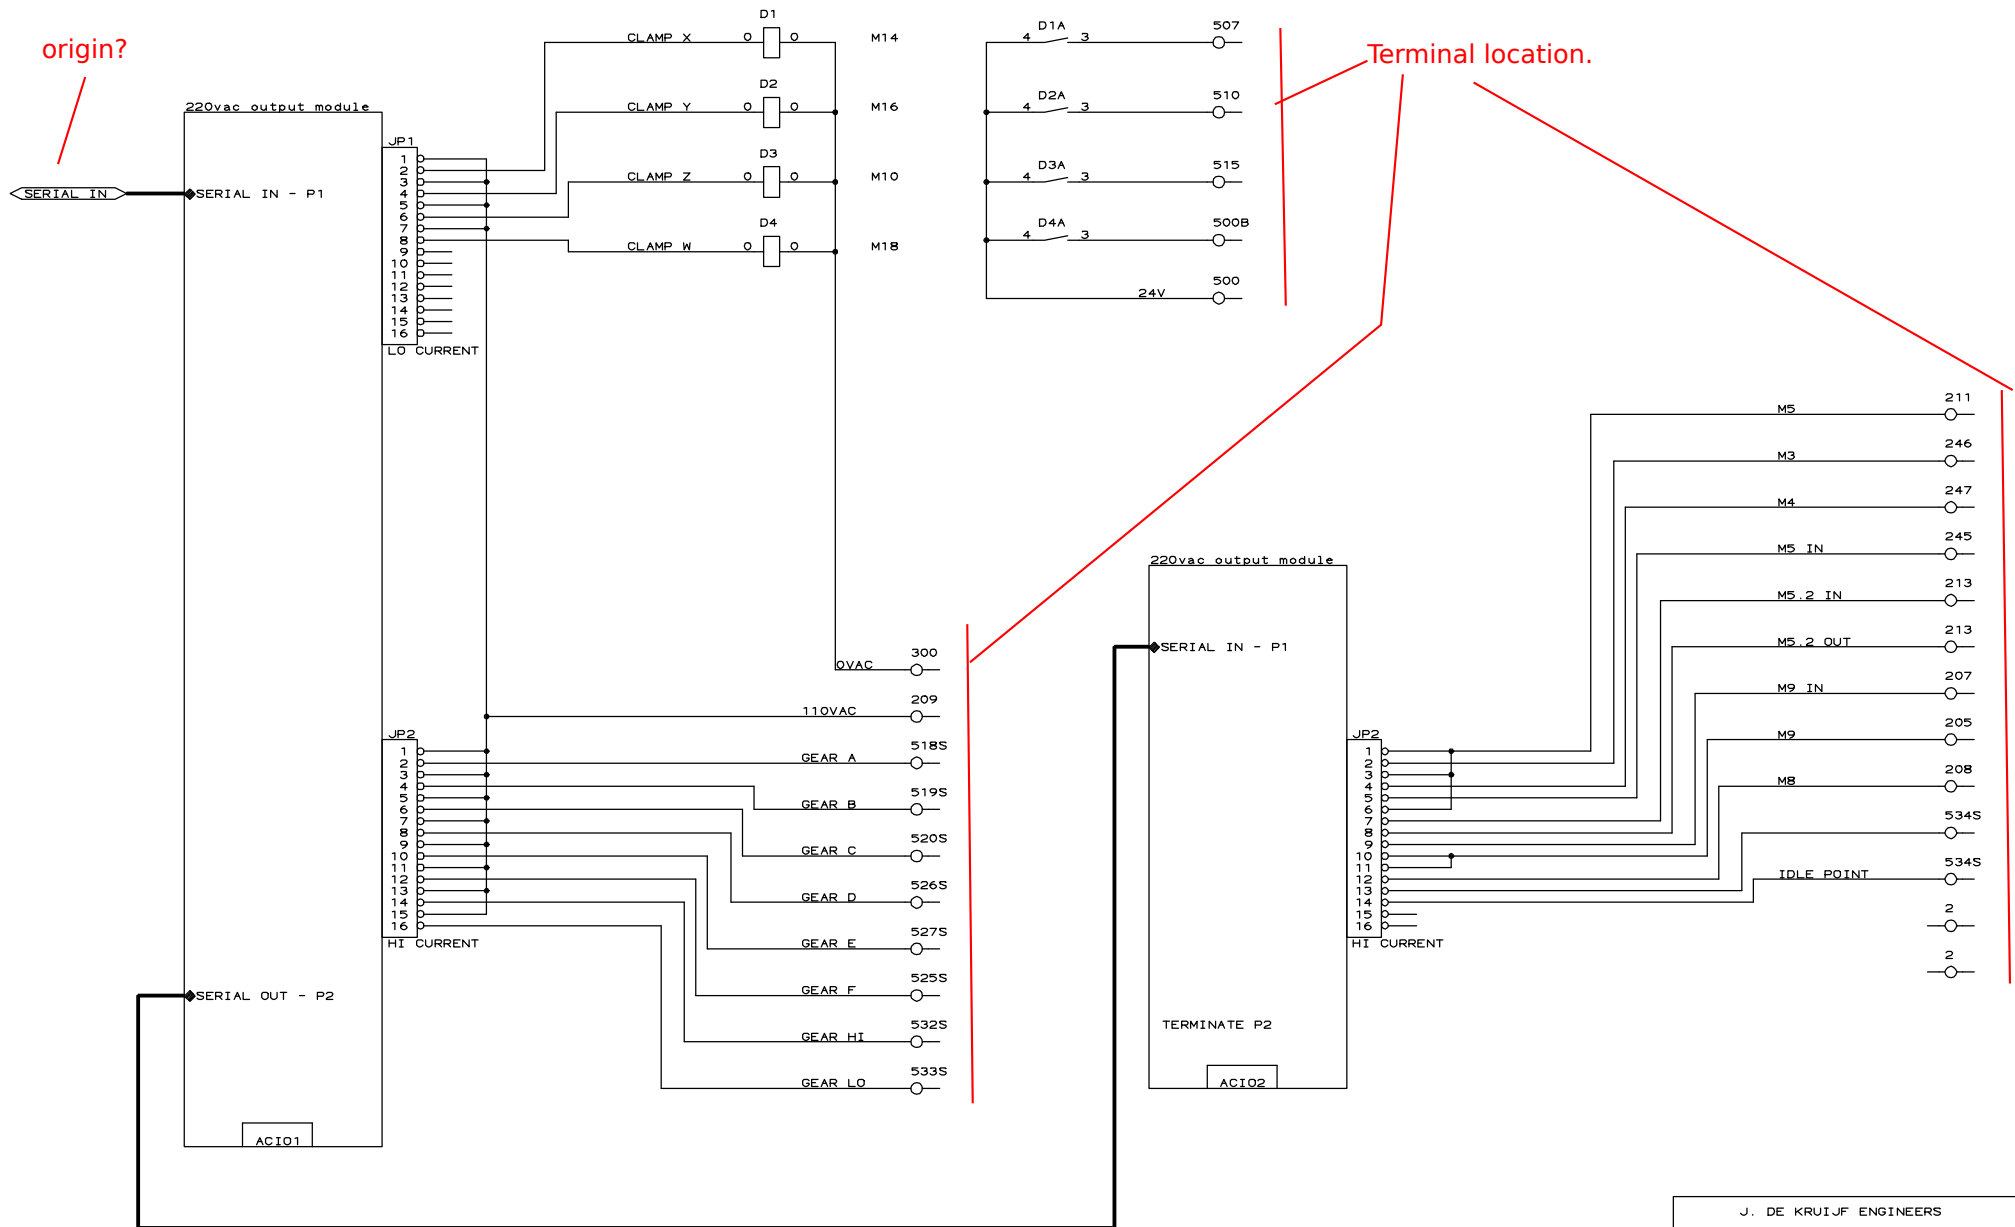 origin?
220vac output module
SERIAL IN
SERIAL IN - P1
JP1
1
2
3
4
5
6
7
8
9
10
11
12
13
14
15
16
LO CURRENT
CLAMP X
0
D1
0
M14
CLAMP Y
0
D2
0
M16
CLAMP Z
0
D3
0
M10
CLAMP W
0
D4
0
M18
4
D1A
3
507
4
D2A
3
510
4
D3A
3
515
4
D4A
3
500B
24V
500
Terminal location.
0VAC
300
110VAC
209
JP2
1
2
3
4
5
6
7
8
9
10
11
12
13
14
15
16
HI CURRENT
GEAR A
518S
GEAR B
519S
GEAR C
520S
GEAR D
526S
GEAR E
527S
GEAR F
525S
GEAR HI
532S
GEAR LO
533S
SERIAL OUT - P2
ACIO1
220vac output module
SERIAL IN - P1
JP2
1
2
3
4
5
6
7
8
9
10
11
12
13
14
15
16
HI CURRENT
TERMINATE P2
ACIO2
M5
211
M3
246
M4
247
M5 IN
245
M5.2 IN
213
M5.2 OUT
213
M9 IN
207
M9
205
M8
208
534S
IDLE POINT
534S
2
2
J. DE KRUIJF ENGINEERS